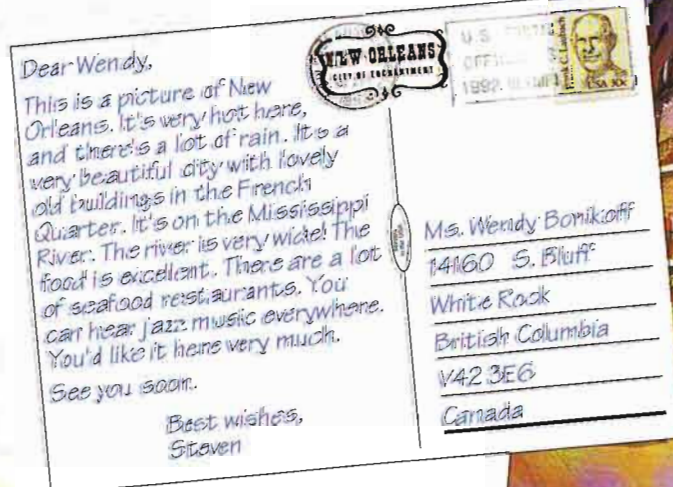 Dear Wendy,
This is a picture of New
Orleans. It's very hot here,
and there's a lot of rain. It's a
very beautiful city with lovely
old buildings in the French
Quarter. It's on the Mississippi
River. The river is very wide! The
food is excellent. There are a lot
of seafood restaurants. You
can hear jazz music everywhere.
You'd like it here very much.
See you soon.
Best wishes,
Steven
NEW ORLEANS
CITY OF ENCHANTMENT
U.S.
1992
USA 10c
Ms. Wendy Bonikoff
14160 S. Bluff
White Rock
British Columbia
V42 3E6
Canada